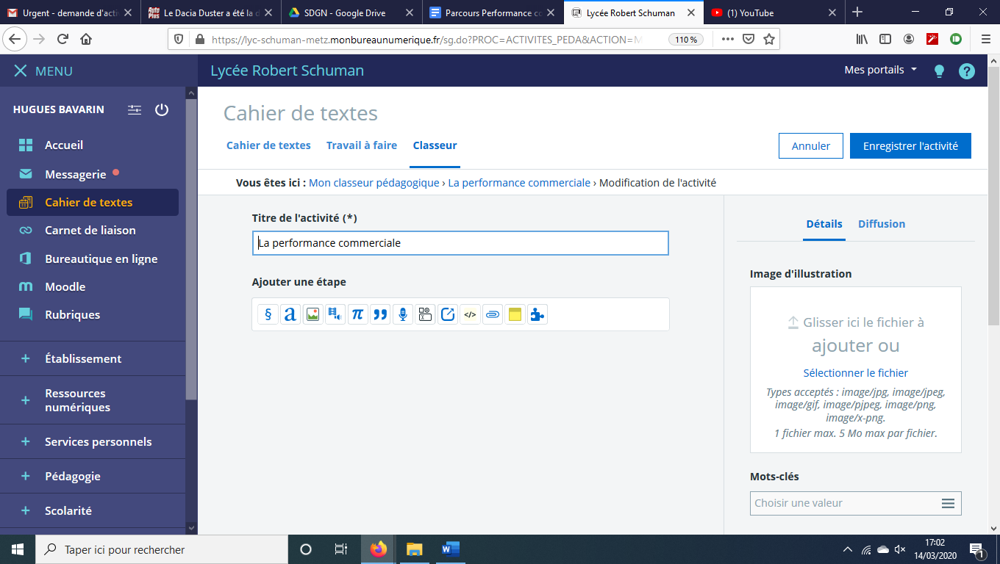 Urgent - demande d'activ
Le Dacia Duster a été la d
SDGN - Google Drive
Parcours Performance co
Lycée Robert Schuman
(1) YouTube
https://lyc-schuman-metz.monbureaunumerique.fr/sg.do?PROC=ACTIVITES_PEDA&ACTION=M
110 %
MENU
Lycée Robert Schuman
Mes portails
?
HUGUES BAVARIN
Accueil
Messagerie
Cahier de textes
Carnet de liaison
Bureautique en ligne
Moodle
Rubriques
+ Établissement
+ Ressources
numériques
+ Services personnels
+ Pédagogie
+ Scolarité
Cahier de textes
Cahier de textes Travail à faire Classeur
Annuler
Enregistrer l'activité
Vous êtes ici : Mon classeur pédagogique › La performance commerciale › Modification de l'activité
Titre de l'activité (*)
La performance commerciale
Ajouter une étape
§ a π </>
Détails Diffusion
Image d'illustration
Glisser ici le fichier à
ajouter ou
Sélectionner le fichier
Types acceptés : image/jpg, image/jpeg,
image/gif, image/pjpeg, image/png,
image/x-png.
1 fichier max. 5 Mo max par fichier.
Mots-clés
Choisir une valeur
Taper ici pour rechercher
17:02
14/03/2020
1